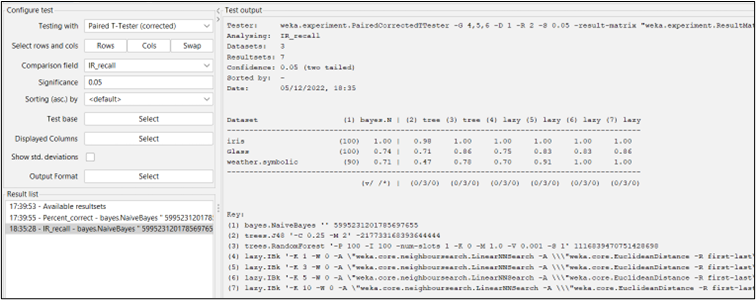 Configure test
Testing with Paired T-Tester (corrected)
Select rows and cols Rows Cols Swap
Comparison field IR_recall
Significance 0.05
Sorting (asc.) by <default>
Test base Select
Displayed Columns Select
Show std. deviations
Output Format Select
Result list
17:39:53 - Available resultsets
17:39:55 - Percent_correct - bayes.NaiveBayes '' 599523120178
18:35:28 - IR_recall - bayes.NaiveBayes '' 5995231201785697655
Test output
Tester: weka.experiment.PairedCorrectedTTester -G 4,5,6 -D 1 -R 2 -S 0.05 -result-matrix "weka.experiment.ResultMat
Analysing: IR_recall
Datasets: 3
Resultsets: 7
Confidence: 0.05 (two tailed)
Sorted by: -
Date: 05/12/2022, 18:35
Dataset (1) bayes.N | (2) tree (3) tree (4) lazy (5) lazy (6) lazy (7) lazy
iris (100) 1.00 | 0.98 1.00 1.00 1.00 1.00 1.00
Glass (100) 0.74 | 0.71 0.86 0.75 0.83 0.83 0.86
weather.symbolic (90) 0.71 | 0.47 0.78 0.70 0.91 1.00 1.00
(v/ /*) | (0/3/0) (0/3/0) (0/3/0) (0/3/0) (0/3/0) (0/3/0)
Key:
(1) bayes.NaiveBayes '' 5995231201785697655
(2) trees.J48 '-C 0.25 -M 2' -217733168393644444
(3) trees.RandomForest '-P 100 -I 100 -num-slots 1 -K 0 -M 1.0 -V 0.001 -S 1' 1116839470751428698
(4) lazy.IBk '-K 1 -W 0 -A \"weka.core.neighboursearch.LinearNNSearch -A \\\"weka.core.EuclideanDistance -R first-last\
(5) lazy.IBk '-K 3 -W 0 -A \"weka.core.neighboursearch.LinearNNSearch -A \\\"weka.core.EuclideanDistance -R first-last\
(6) lazy.IBk '-K 5 -W 0 -A \"weka.core.neighboursearch.LinearNNSearch -A \\\"weka.core.EuclideanDistance -R first-last\
(7) lazy.IBk '-K 10 -W 0 -A \"weka.core.neighboursearch.LinearNNSearch -A \\\"weka.core.EuclideanDistance -R first-last